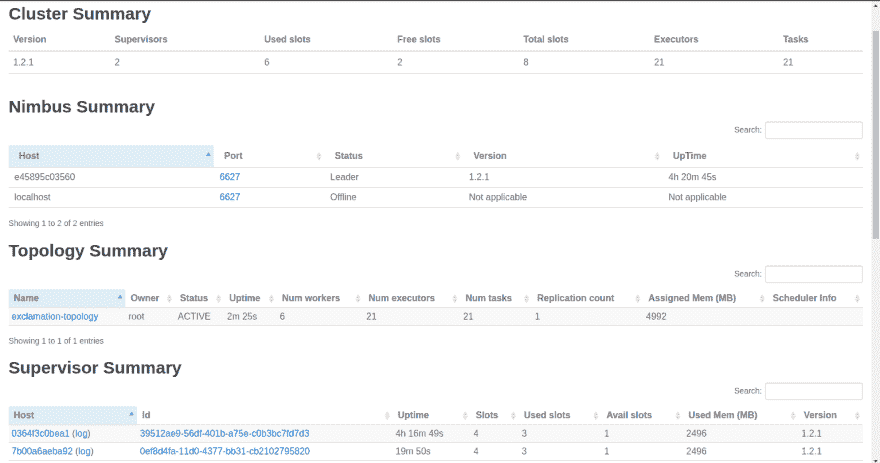 Cluster Summary
Version Supervisors Used slots Free slots Total slots Executors Tasks
1.2.1 2 6 2 8 21 21
Nimbus Summary
Search:
Host Port Status Version UpTime
e45895c03560 6627 Leader 1.2.1 4h 20m 45s
localhost 6627 Offline Not applicable Not applicable
Showing 1 to 2 of 2 entries
Topology Summary
Search:
Name Owner Status Uptime Num workers Num executors Num tasks Replication count Assigned Mem (MB) Scheduler Info
exclamation-topology root ACTIVE 2m 25s 6 21 21 1 4992
Showing 1 to 1 of 1 entries
Supervisor Summary
Search:
Host Id Uptime Slots Used slots Avail slots Used Mem (MB) Version
0364f3c0bea1 (log) 39512ae9-56df-401b-a75e-c0b3bc7fd7d3 4h 16m 49s 4 3 1 2496 1.2.1
7b00a6aeba92 (log) 0ef8d4fa-11d0-4377-bb31-cb2102795820 19m 50s 4 3 1 2496 1.2.1